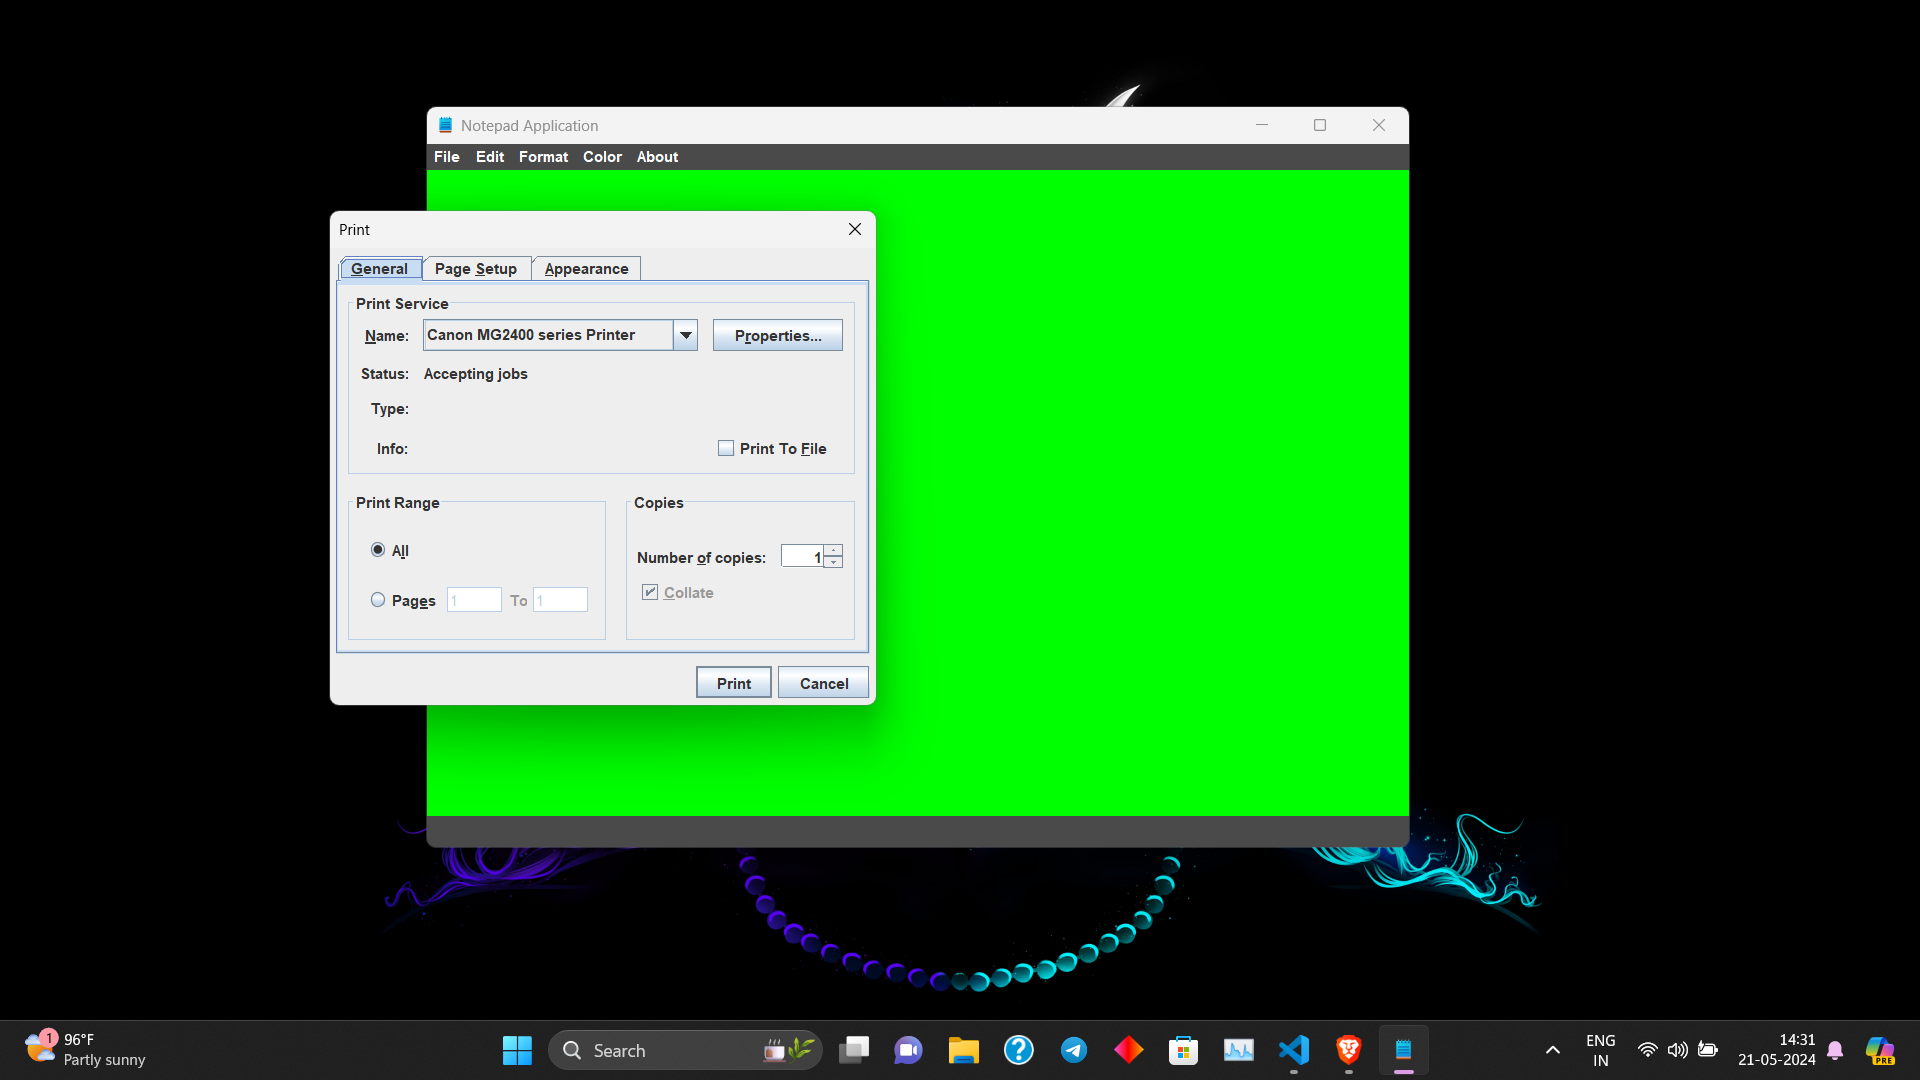 Notepad Application
File Edit Format Color About
Print
General Page Setup Appearance
Print Service
Name: Canon MG2400 series Printer Properties...
Status: Accepting jobs
Type:
Info: Print To File
Print Range Copies
All
Number of copies: 1
Pages 1 To 1
Collate
Print Cancel
1
96°F
Partly sunny
Search
PRE
ENG
IN
14:31
21-05-2024